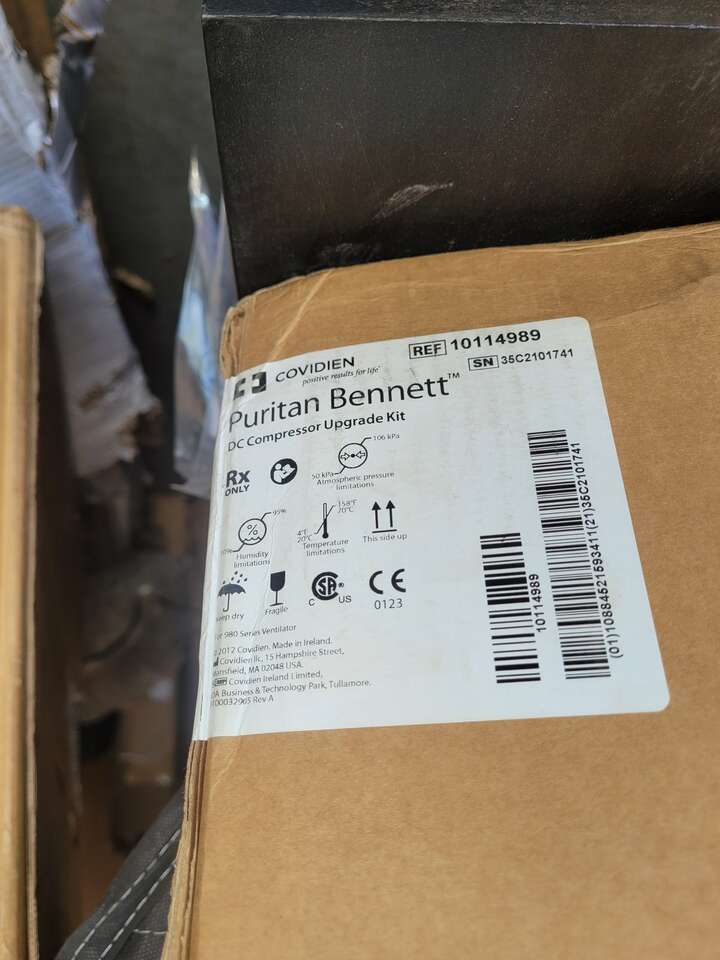 COVIDIEN
positive results for life®
REF 10114989
SN 35C2101741
Puritan Bennett™
DC Compressor Upgrade Kit
Rx
ONLY
106 kPa
50 kPa
Atmospheric pressure
limitations
95%
%
Humidity
limitations
158°F
70°C
4°F
20°C
Temperature
limitations
This side up
dry
Fragile
C SA® US
CE
0123
980 Series Ventilator
2012 Covidien. Made in Ireland.
Covidien llc, 15 Hampshire Street,
MA 02048 USA.
Covidien Ireland Limited,
Business & Technology Park, Tullamore.
Rev A
10114989
(01)10884521593411(21)35C2101741